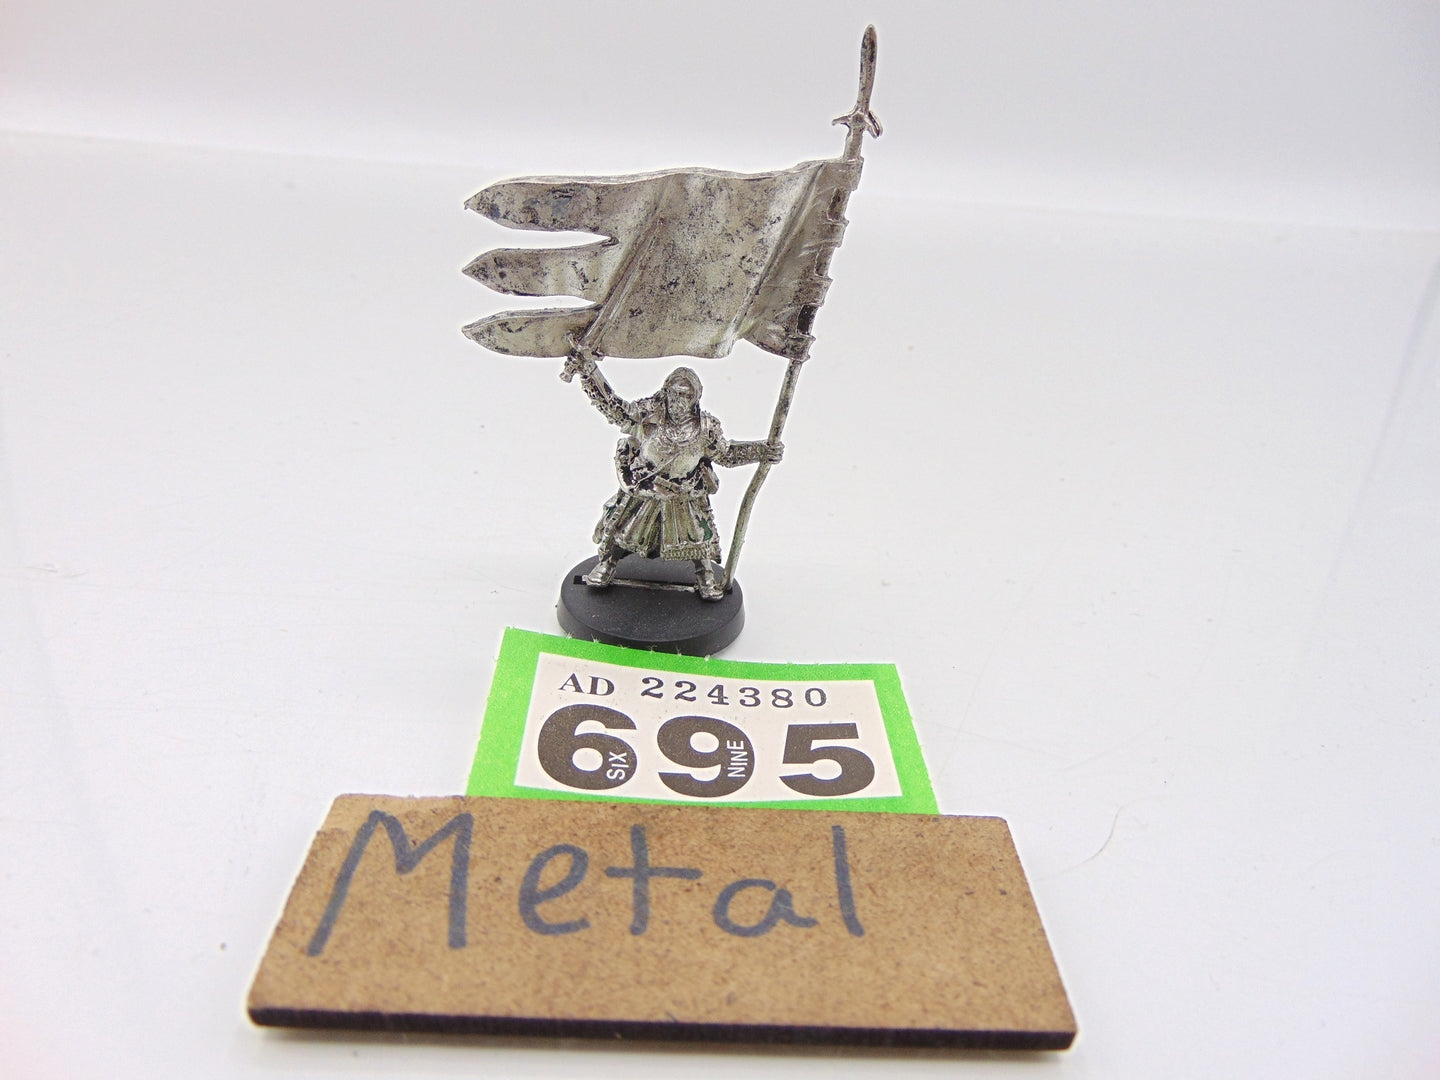 AD 224380
695
SIX NINE
Metal